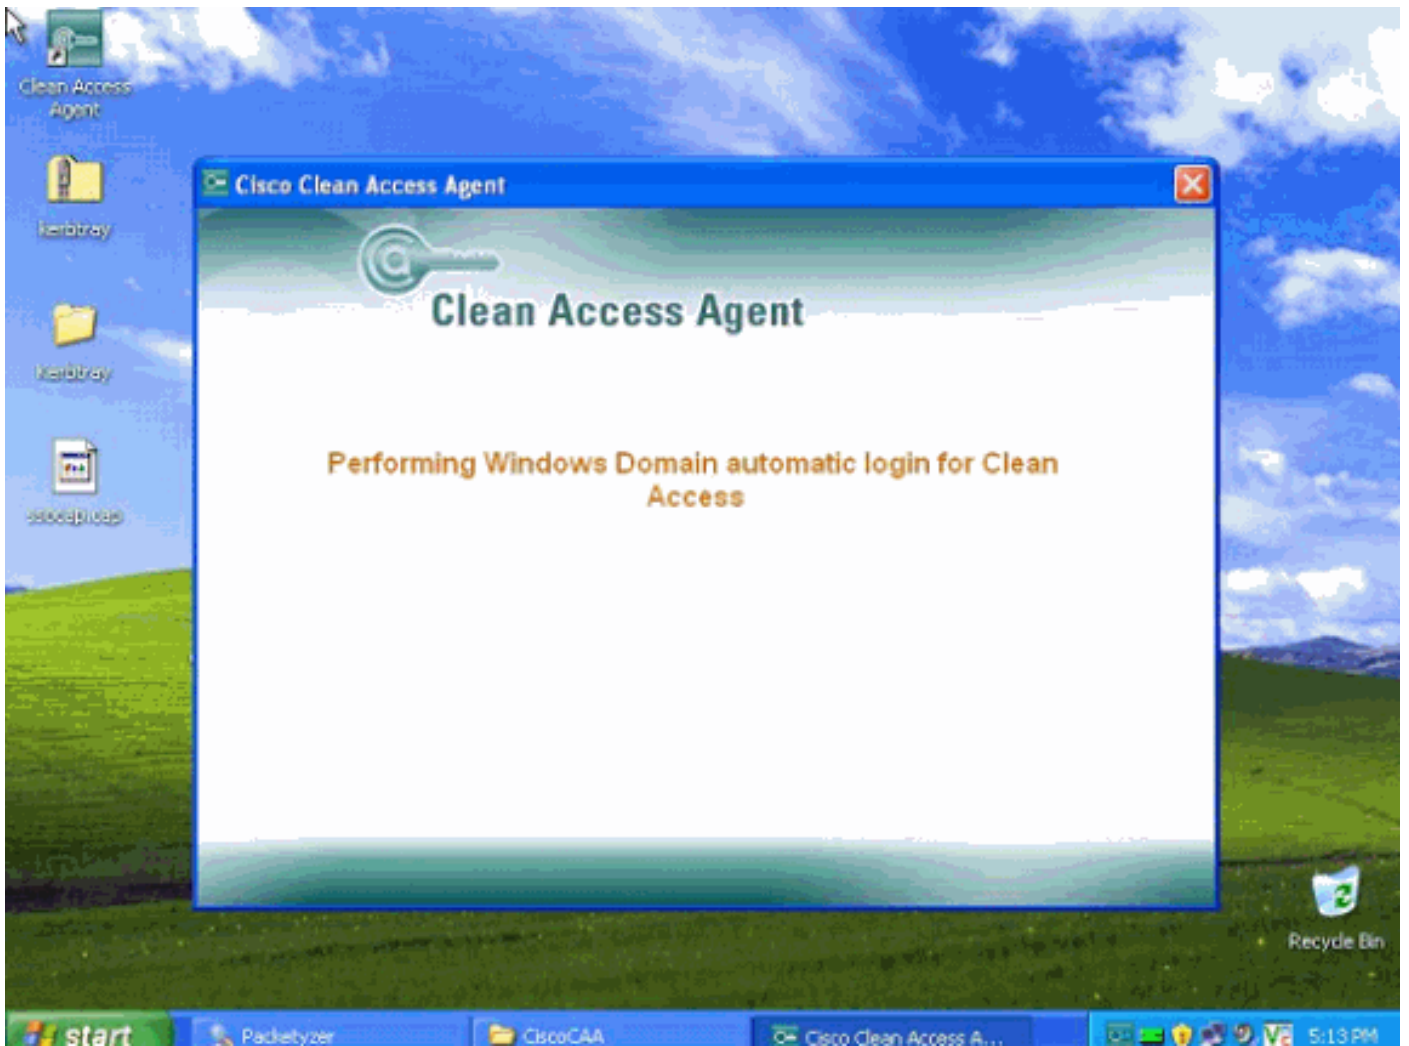 Clean Access
Agent
kerbtray
kerbtray
Cisco Clean Access Agent
Clean Access Agent
Performing Windows Domain automatic login for Clean
Access
Recycle Bin
start
Packetyzer
CiscoCAA
Cisco Clean Access A...
5:13 PM